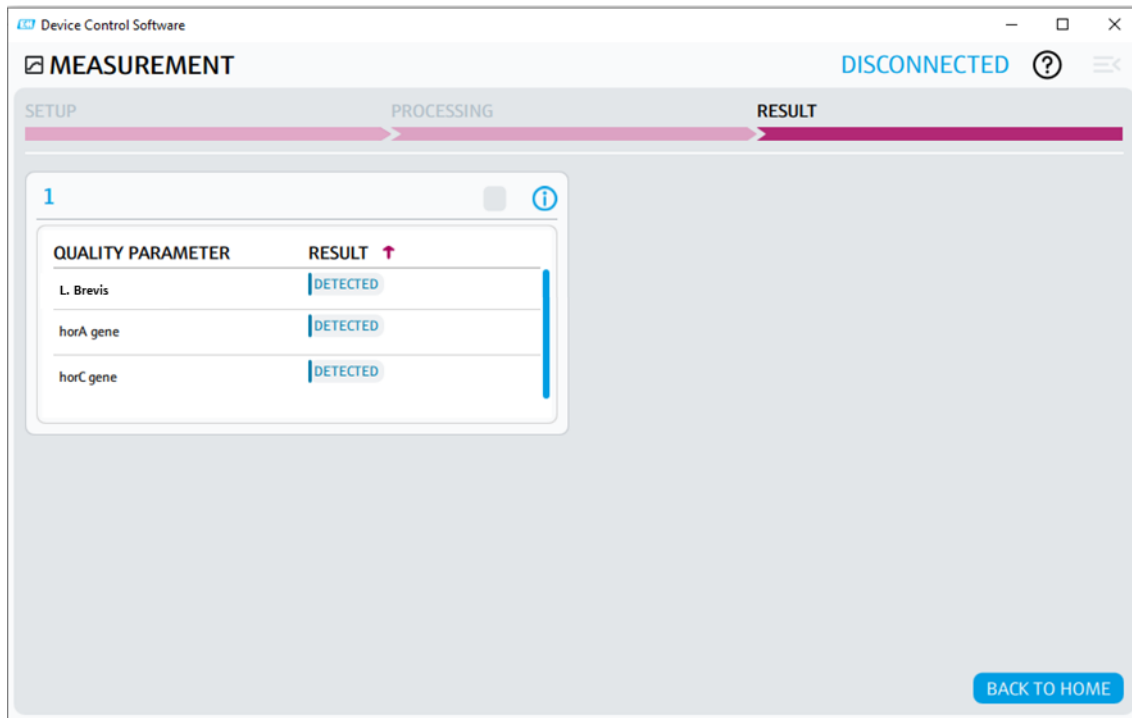 Device Control Software
MEASUREMENT
DISCONNECTED
SETUP
PROCESSING
RESULT
1
QUALITY PARAMETER RESULT
L. Brevis DETECTED
horA gene DETECTED
horC gene DETECTED
BACK TO HOME